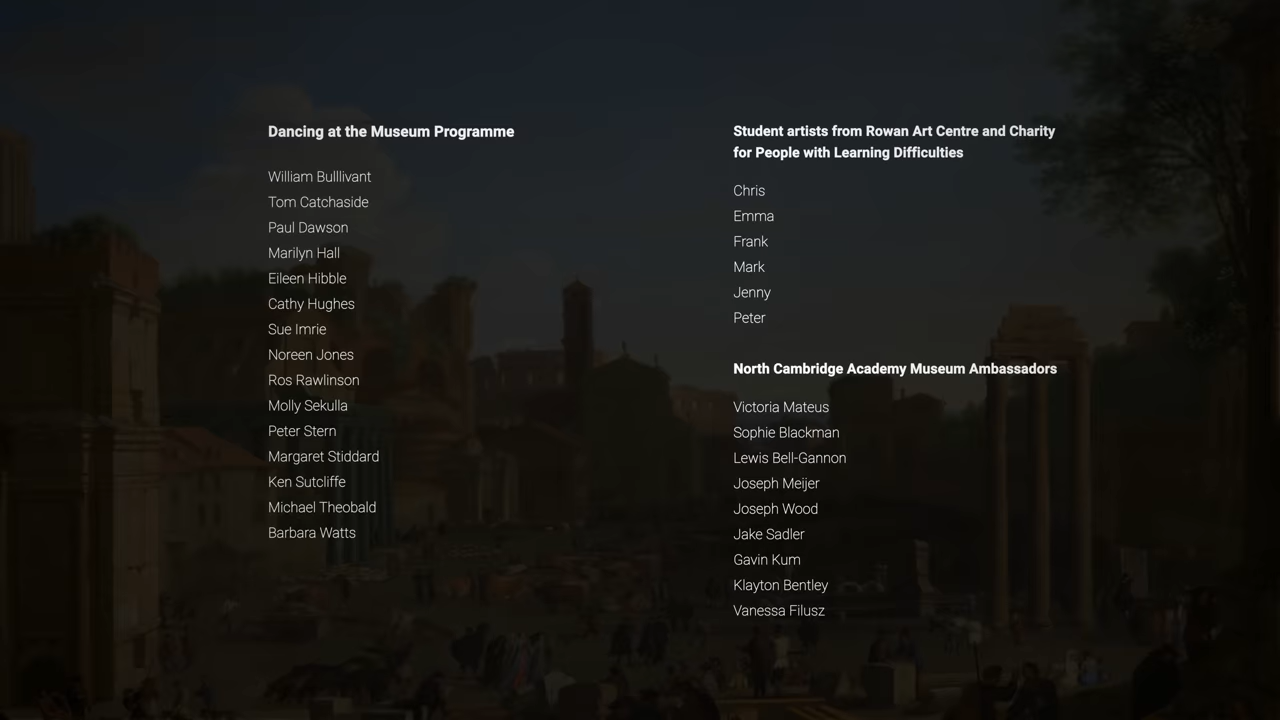 Dancing at the Museum Programme
William Bulllivant
Tom Catchaside
Paul Dawson
Marilyn Hall
Eileen Hibble
Cathy Hughes
Sue Imrie
Noreen Jones
Ros Rawlinson
Molly Sekulla
Peter Stern
Margaret Stiddard
Ken Sutcliffe
Michael Theobald
Barbara Watts
Student artists from Rowan Art Centre and Charity
for People with Learning Difficulties
Chris
Emma
Frank
Mark
Jenny
Peter
North Cambridge Academy Museum Ambassadors
Victoria Mateus
Sophie Blackman
Lewis Bell-Gannon
Joseph Meijer
Joseph Wood
Jake Sadler
Gavin Kum
Klayton Bentley
Vanessa Filusz